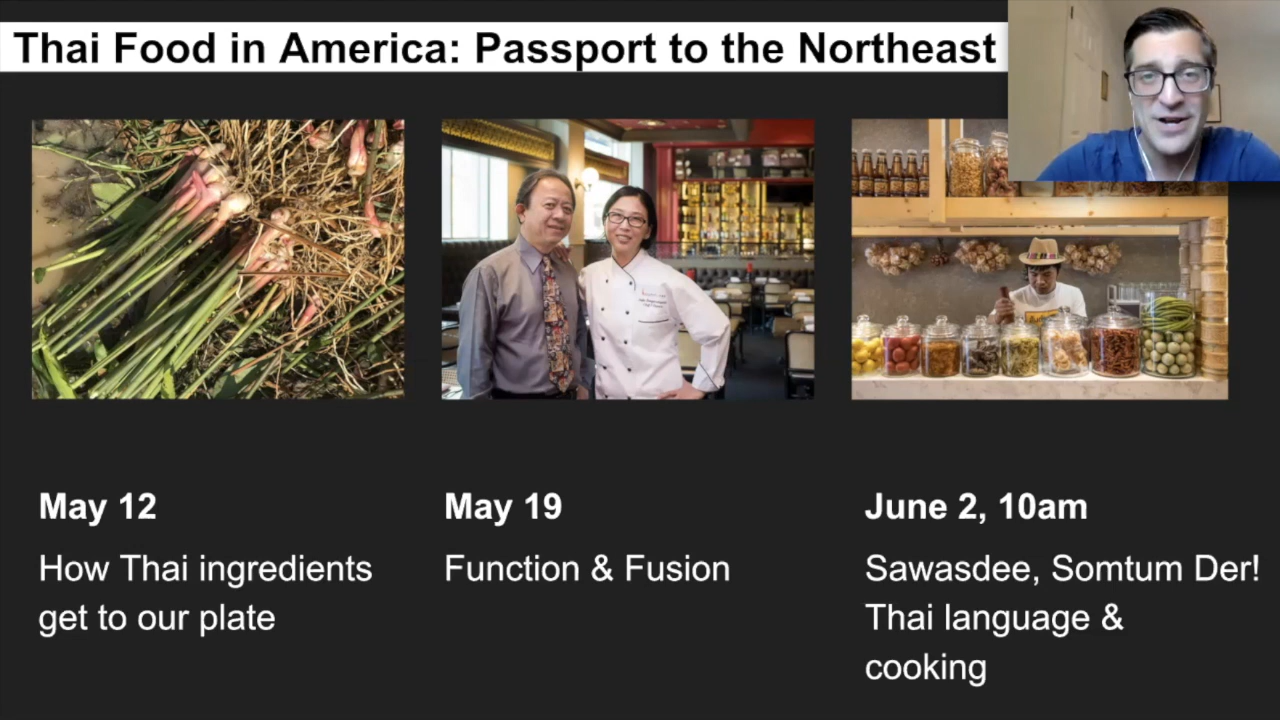 Thai Food in America: Passport to the Northeast
May 12
How Thai ingredients
get to our plate
May 19
Function & Fusion
June 2, 10am
Sawasdee, Somtum Der!
Thai language &
cooking